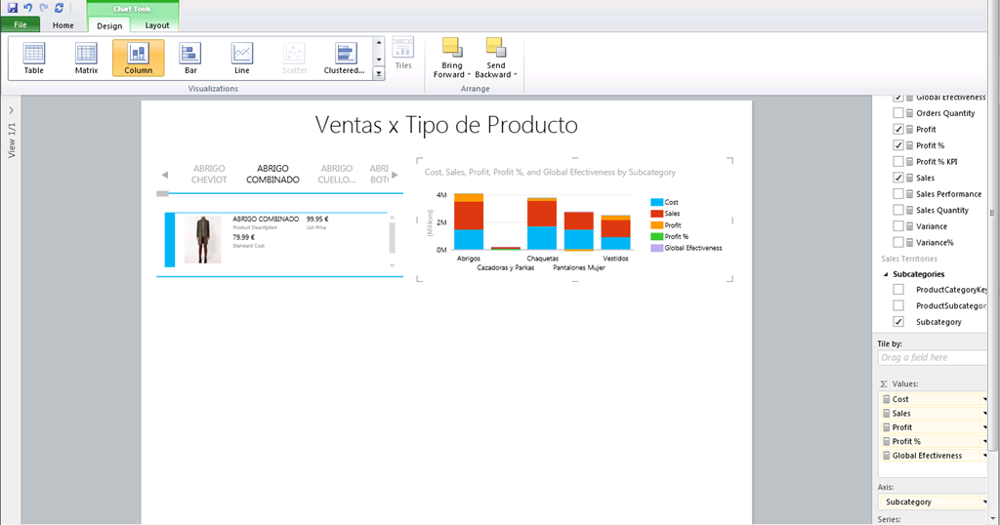 Chart Tools
File
Home
Design
Layout
Table
Matrix
Column
Bar
Line
Scatter
Clustered...
Tiles
Bring Forward
Send Backward
Visualizations
Arrange
View 1/1
Ventas x Tipo de Producto
ABRIGO CHEVIOT
ABRIGO COMBINADO
ABRIGO CUELLO...
ABRI
BOT
ABRIGO COMBINADO
Product Description
79.99 €
Standard Cost
99.95 €
List Price
Cost, Sales, Profit, Profit %, and Global Efectiveness by Subcategory
(Millions)
4M
2M
0M
Abrigos
Cazadoras y Parkas
Chaquetas
Pantalones Mujer
Vestidos
Cost
Sales
Profit
Profit %
Global Efectiveness
Global Efectiveness
Orders Quantity
Profit
Profit %
Profit % KPI
Sales
Sales Performance
Sales Quantity
Variance
Variance%
Sales Territories
Subcategories
ProductCategoryKey
ProductSubcategor
Subcategory
Tile by:
Drag a field here
Σ Values:
Cost
Sales
Profit
Profit %
Global Efectiveness
Axis:
Subcategory
Series: